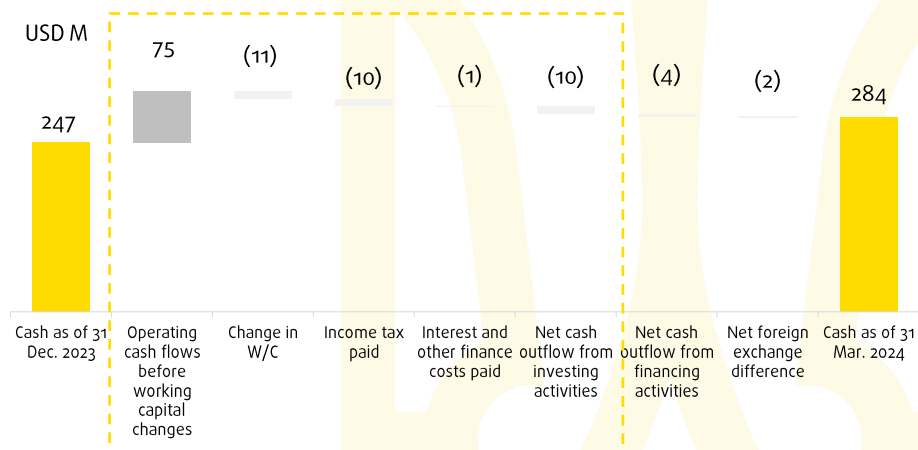 USD M
247
75
(11)
(10)
(1)
(10)
(4)
(2)
284
Cash as of 31
Dec. 2023
Operating
cash flows
before
working
capital
changes
Change in
W/C
Income tax
paid
Interest and
other finance
costs paid
Net cash
outflow from
investing
activities
Net cash
outflow from
financing
activities
Net foreign
exchange
difference
Cash as of 31
Mar. 2024